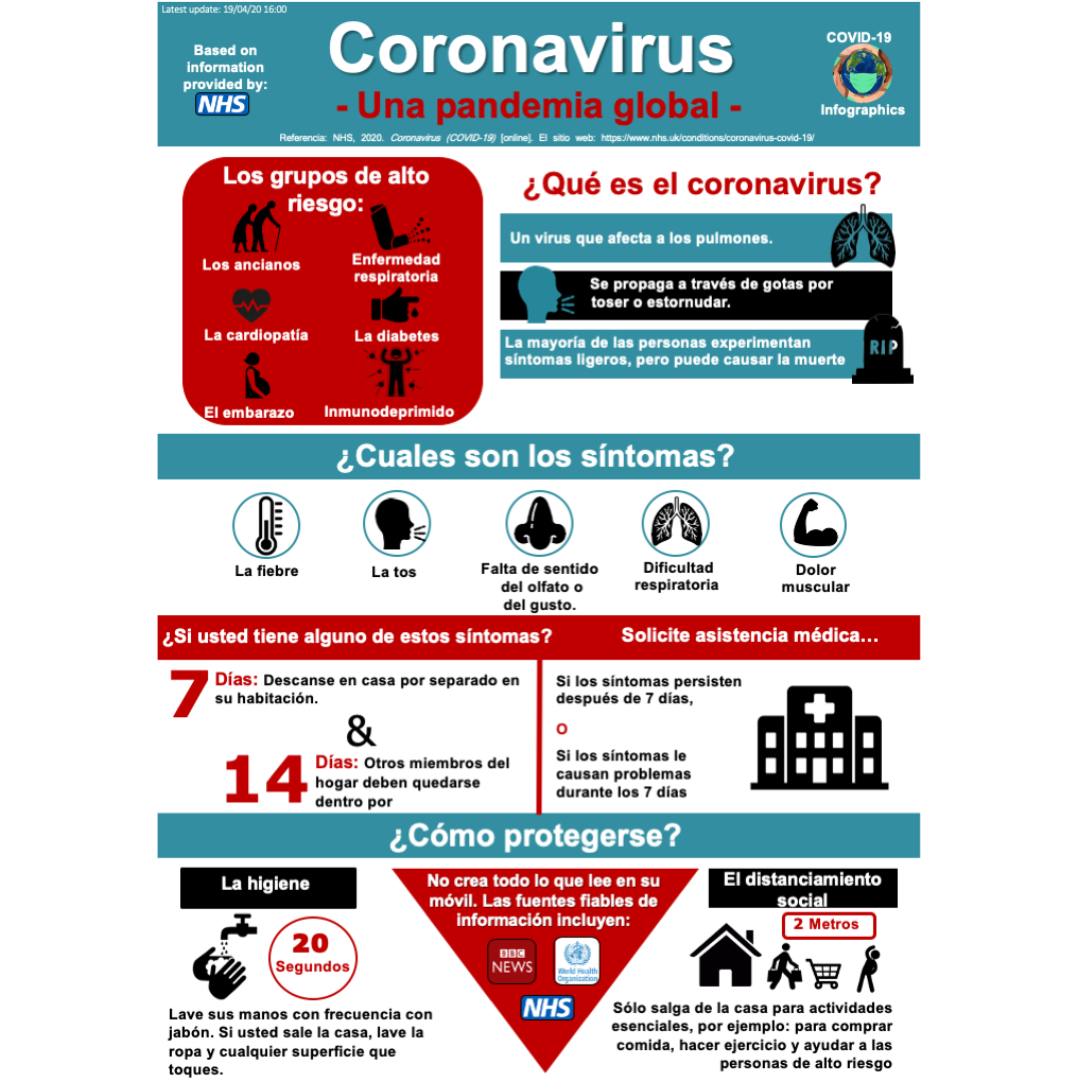 Latest update: 19/04/20 16:00
Based on
information
provided by:
NHS
Coronavirus
- Una pandemia global -
COVID-19
Infographics
Referencia: NHS, 2020. Coronavirus (COVID-19) [online]. El sitio web: https://www.nhs.uk/conditions/coronavirus-covid-19/
Los grupos de alto
riesgo:
Los ancianos
Enfermedad
respiratoria
La cardiopatía
La diabetes
El embarazo
Inmunodeprimido
¿Qué es el coronavirus?
Un virus que afecta a los pulmones.
Se propaga a través de gotas por
toser o estornudar.
La mayoría de las personas experimentan
síntomas ligeros, pero puede causar la muerte
RIP
¿Cuales son los síntomas?
La fiebre
La tos
Falta de sentido
del olfato o
del gusto.
Dificultad
respiratoria
Dolor
muscular
¿Si usted tiene alguno de estos síntomas?
Solicite asistencia médica...
7 Días: Descanse en casa por separado en
su habitación.
&
14 Días: Otros miembros del
hogar deben quedarse
dentro por
Si los síntomas persisten
después de 7 días,
O
Si los síntomas le
causan problemas
durante los 7 días
¿Cómo protegerse?
La higiene
20
Segundos
Lave sus manos con frecuencia con
jabón. Si usted sale la casa, lave la
ropa y cualquier superficie que
toques.
No crea todo lo que lee en su
móvil. Las fuentes fiables de
información incluyen:
BBC
NEWS
World Health
Organization
NHS
El distanciamiento
social
2 Metros
Sólo salga de la casa para actividades
esenciales, por ejemplo: para comprar
comida, hacer ejercicio y ayudar a las
personas de alto riesgo